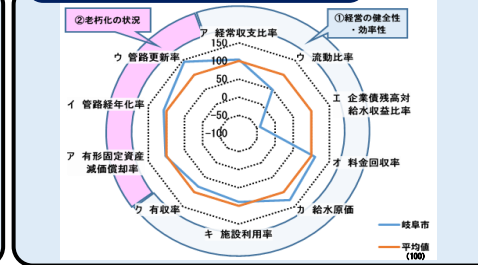 ②老朽化の状況
①経営の健全性
・効率性
ア 経常収支比率
ウ 流動比率
エ 企業債残高対
給水収益比率
オ 料金回収率
カ 給水原価
キ 施設利用率
ク 有収率
ア 有形固定資産
減価償却率
イ 管路経年化率
ウ 管路更新率
150
100
50
0
-50
-100
岐阜市
平均値
(100)